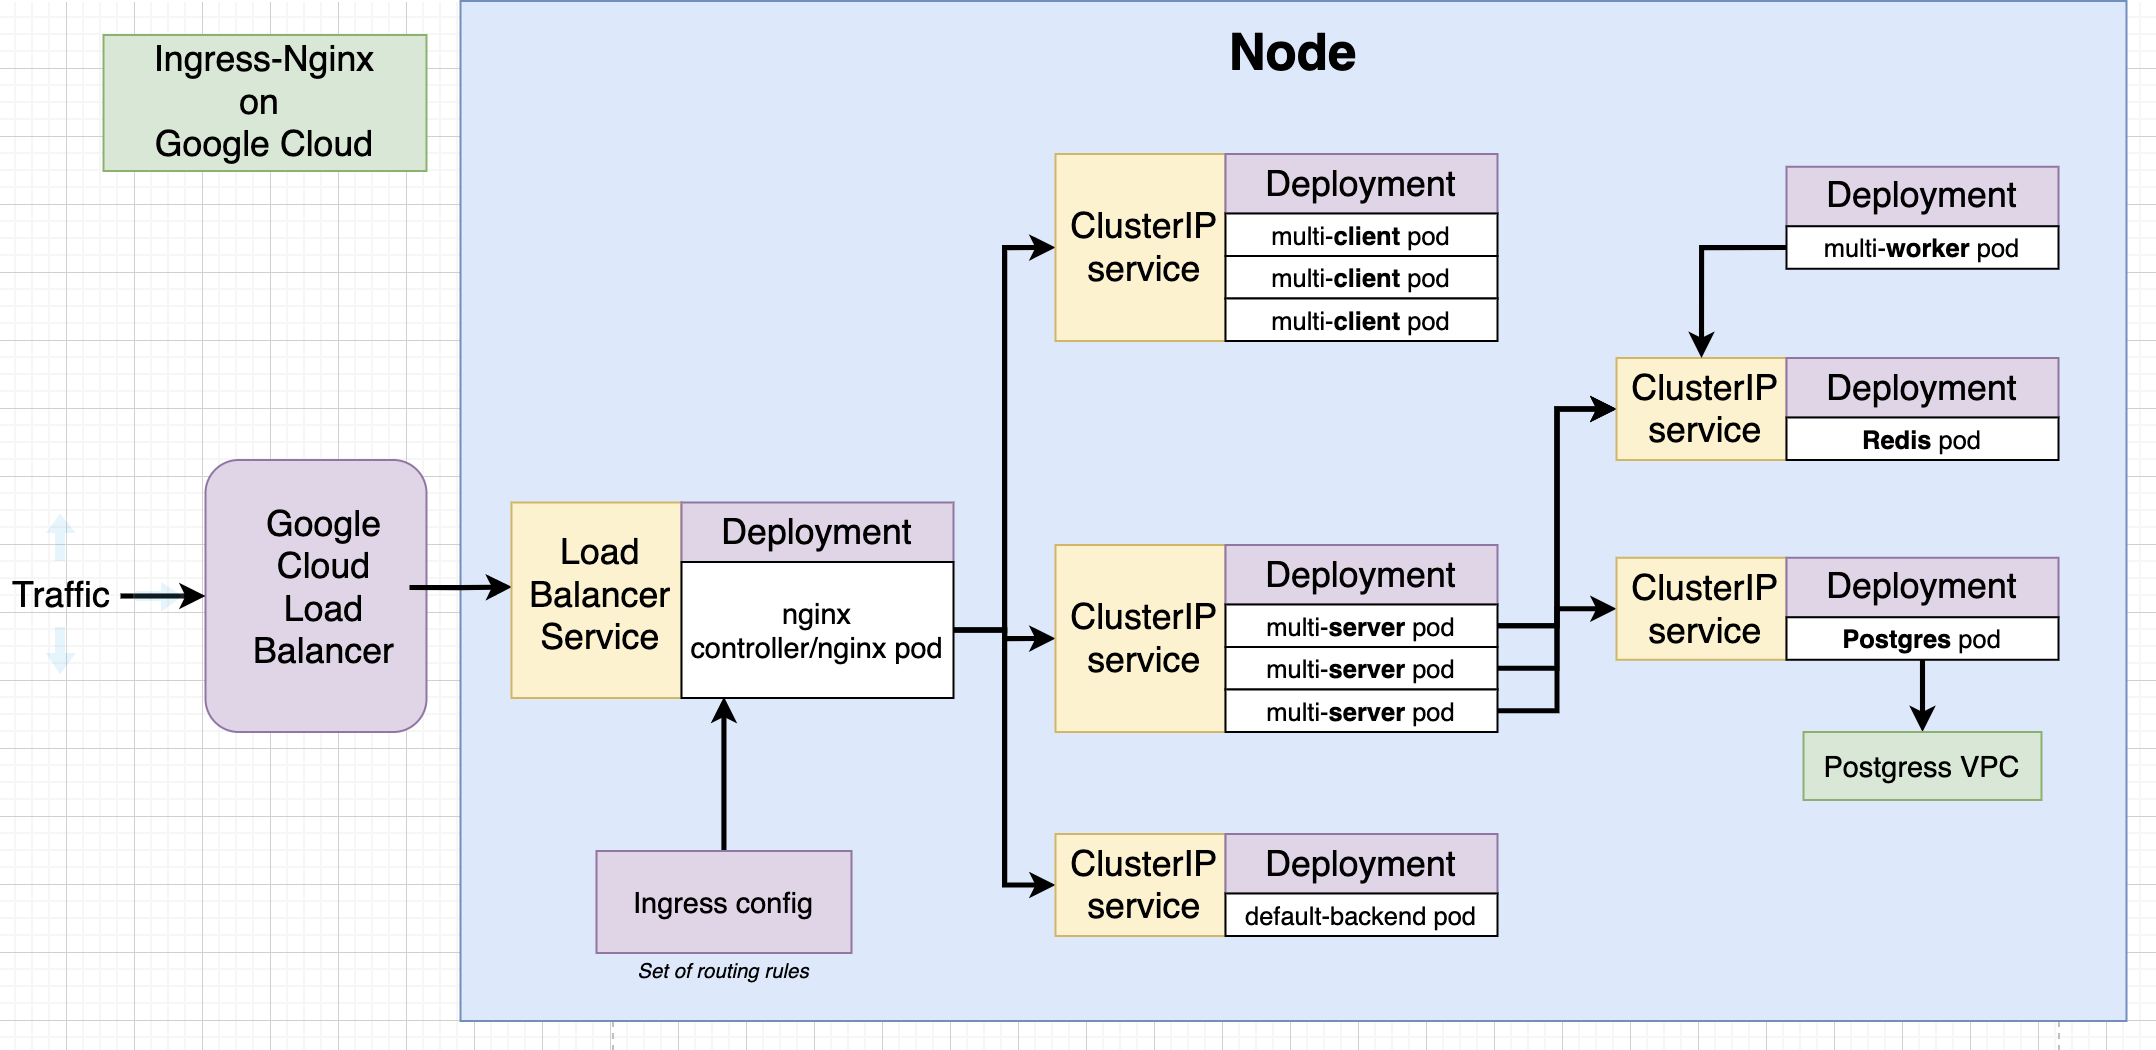 Ingress-Nginx
on
Google Cloud
Node
Traffic
Google
Cloud
Load
Balancer
Load
Balancer
Service
Deployment
nginx
controller/nginx pod
Ingress config
Set of routing rules
ClusterIP
service
Deployment
multi-client pod
multi-client pod
multi-client pod
ClusterIP
service
Deployment
multi-server pod
multi-server pod
multi-server pod
ClusterIP
service
Deployment
default-backend pod
Deployment
multi-worker pod
ClusterIP
service
Deployment
Redis pod
ClusterIP
service
Deployment
Postgres pod
Postgress VPC